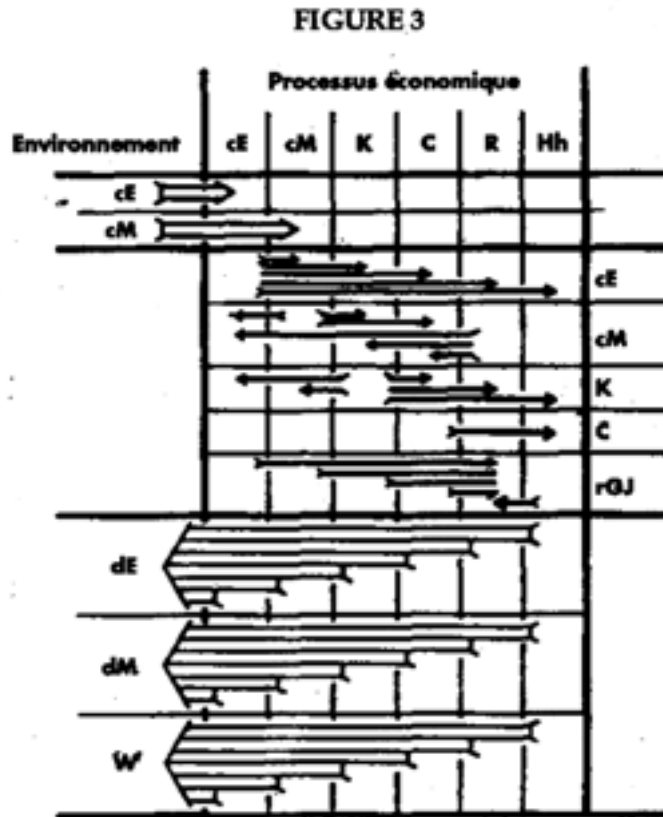 FIGURE 3
Processus économique
Environnement cE cM K C R Hh
cE
cM
cE
cM
K
C
rGJ
dE
dM
W